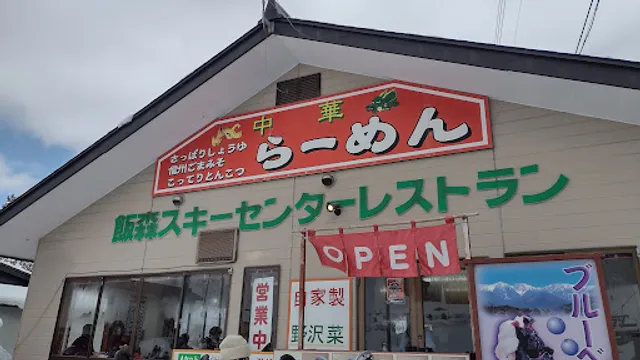 中華
らーめん
さっぱりしょうゆ
信州ごまみそ
こってりとんこつ
飯森スキーセンターレストラン
OPEN
営業中
自家製
野沢菜
ブルーベ